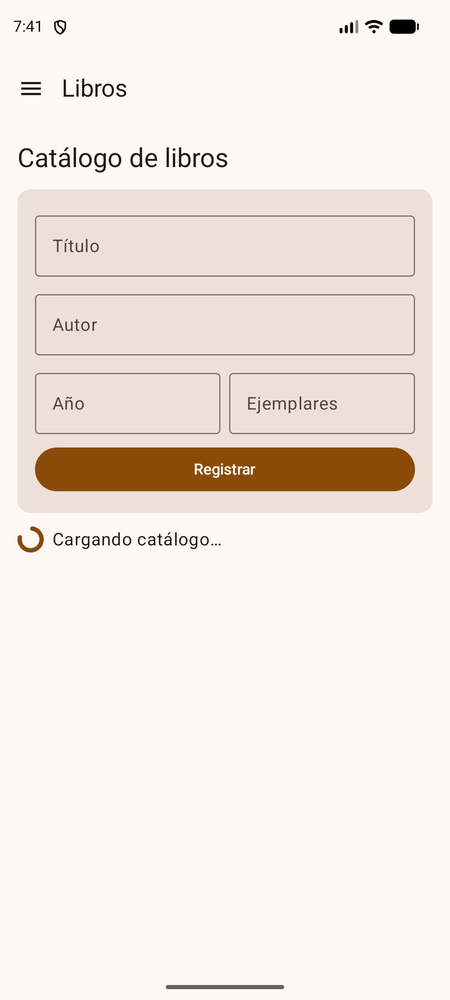 7:41
Libros
Catálogo de libros
Título
Autor
Año
Ejemplares
Registrar
Cargando catálogo…